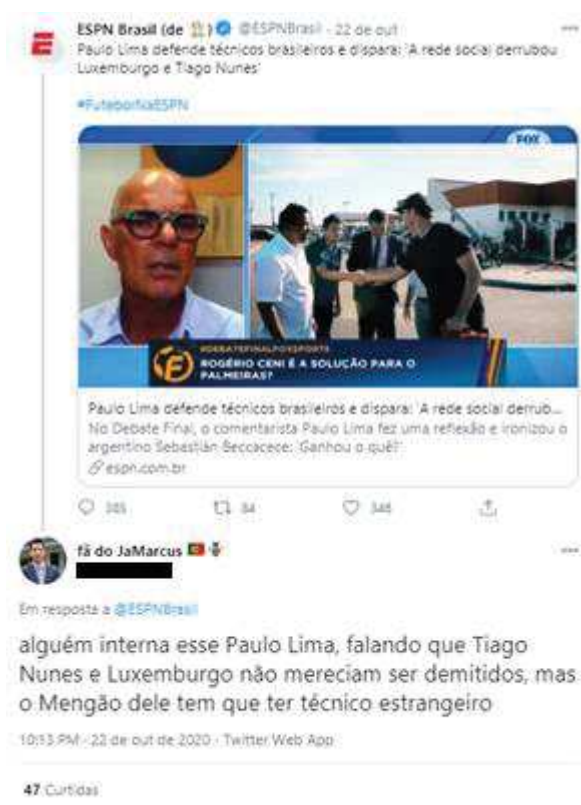 ESPN Brasil (de) @ESPNBrasil · 22 de out
Paulo Lima defende técnicos brasileiros e dispara: 'A rede social derrubou
Luxemburgo e Tiago Nunes'
#FutebolNaESPN
FOX
#DEBATEFINALFOXSPORTS
ROGÉRIO CENI É A SOLUÇÃO PARA O
PALMEIRAS?
Paulo Lima defende técnicos brasileiros e dispara: 'A rede social derrub...
No Debate Final, o comentarista Paulo Lima fez uma reflexão e ironizou o
argentino Sebastián Beccacece: 'Ganhou o quê?'
espn.com.br
84 346
fã do JaMarcus
Em resposta a @ESPNBrasil
alguém interna esse Paulo Lima, falando que Tiago
Nunes e Luxemburgo não mereciam ser demitidos, mas
o Mengão dele tem que ter técnico estrangeiro
10:13 PM · 22 de out de 2020 · Twitter Web App
47 Curtidas